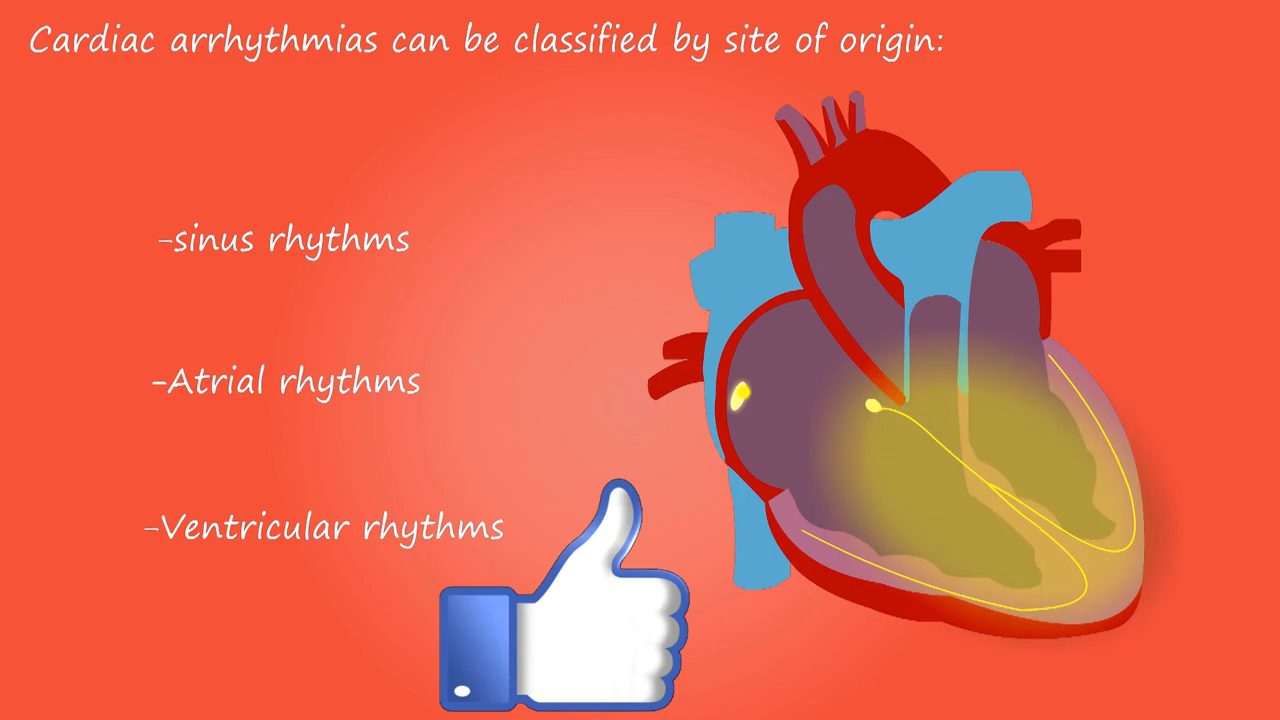 Cardiac arrhythmias can be classified by site of origin:
-sinus rhythms
-Atrial rhythms
-Ventricular rhythms